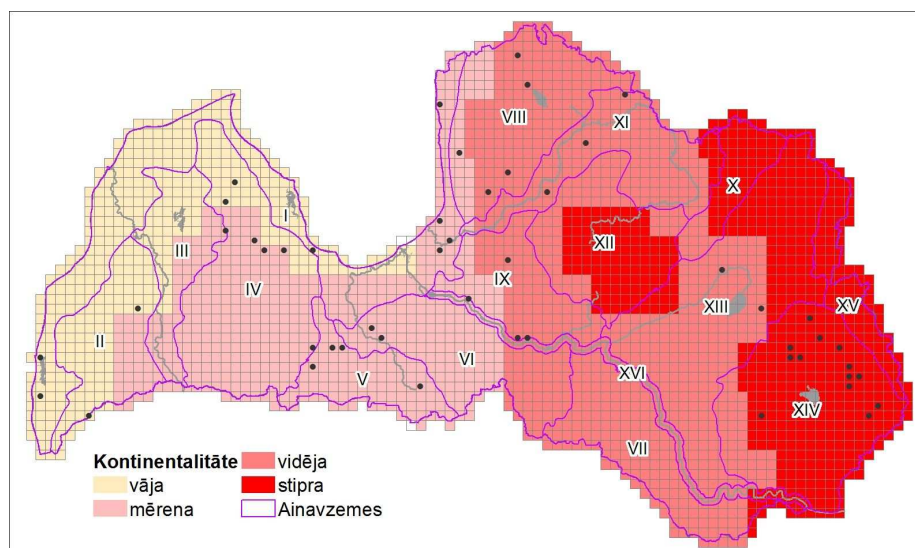 VIII
XI
X
I
III
XII
IV
IX
XIII
XV
II
VI
V
XVI
XIV
VII
Kontinentalitāte
vāja
mērena
vidēja
stipra
Ainavzemes